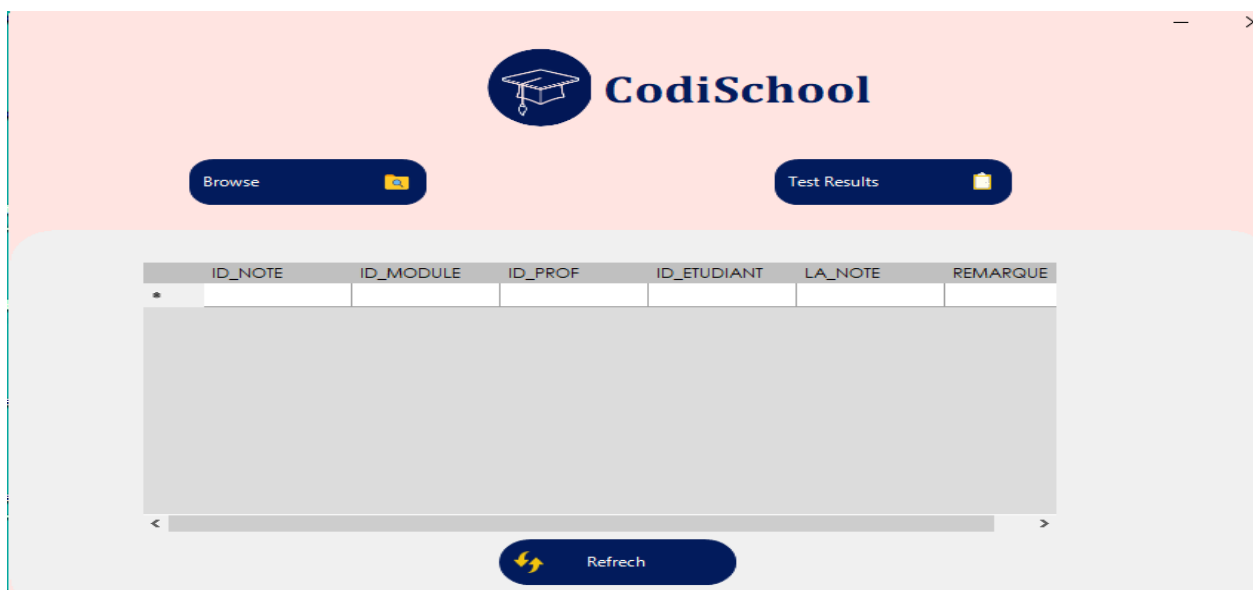 CodiSchool
Browse
Test Results
ID_NOTE ID_MODULE ID_PROF ID_ETUDIANT LA_NOTE REMARQUE
*
Refrech